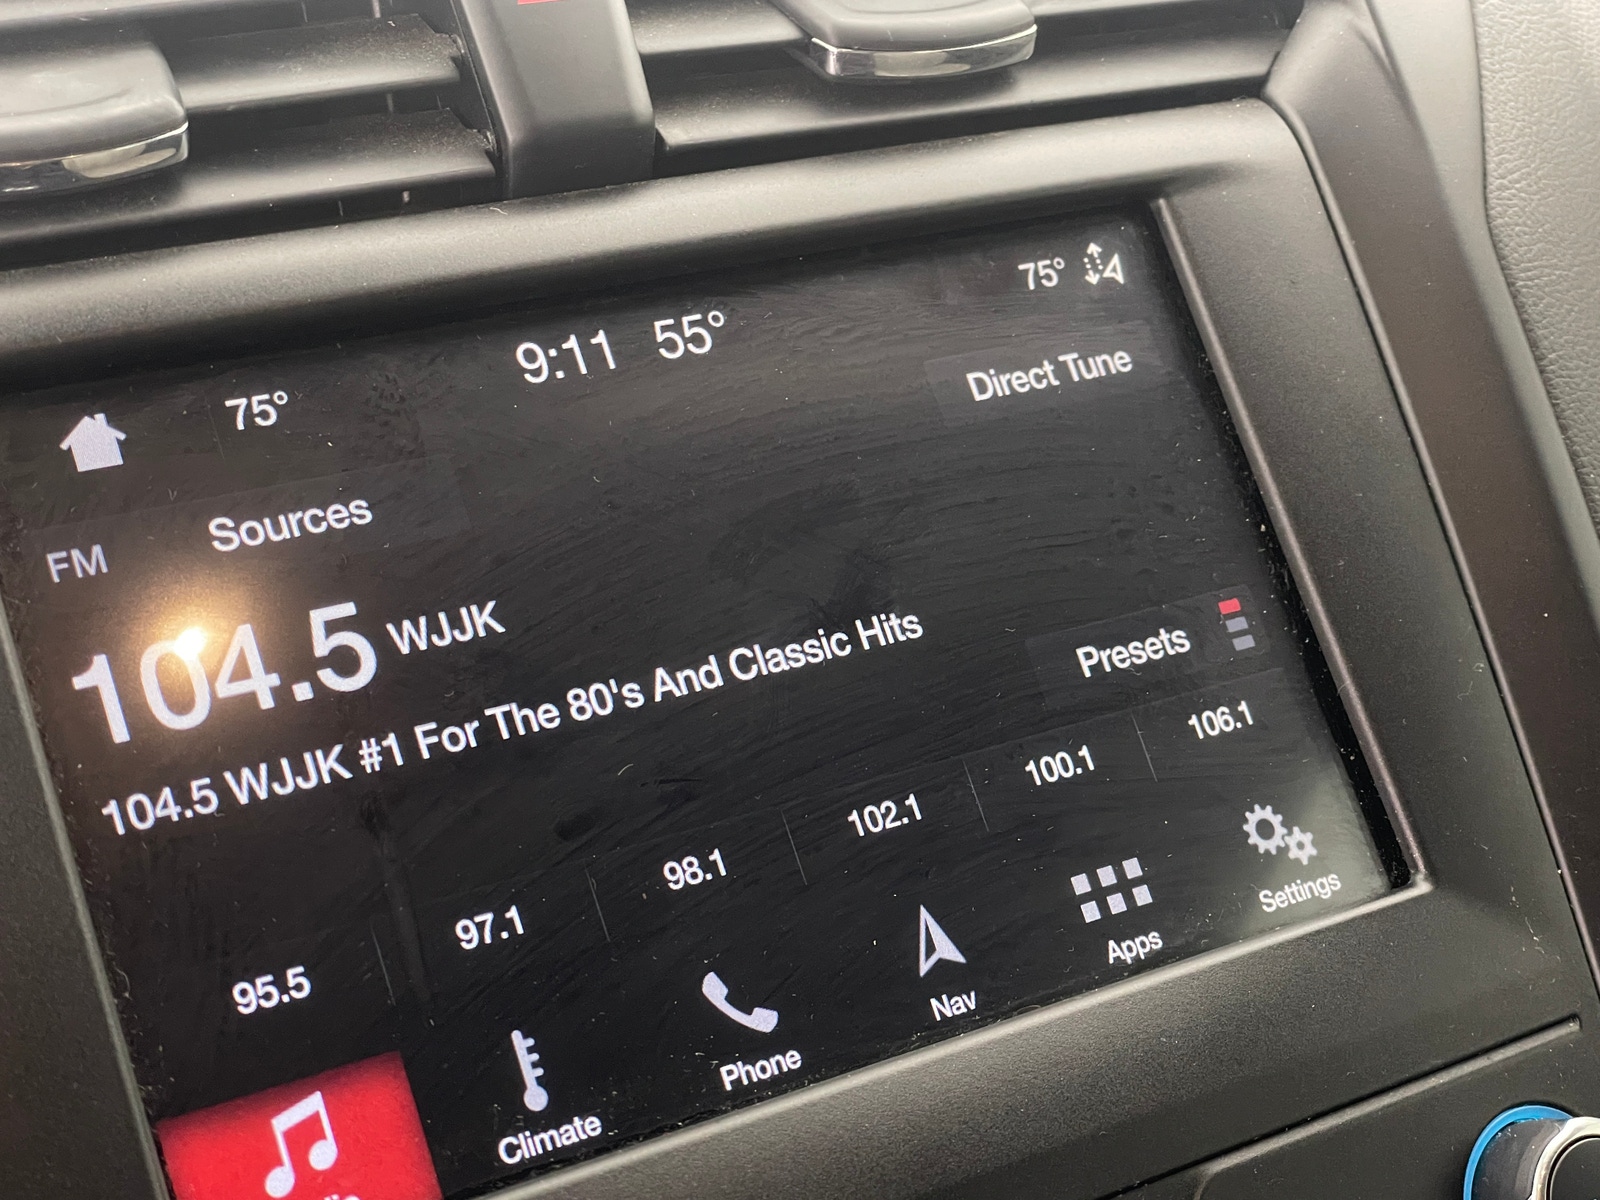 75° 9:11 55° 75°
Sources Direct Tune
FM
104.5 WJJK
104.5 WJJK #1 For The 80's And Classic Hits
Presets
95.5 97.1 98.1 102.1 100.1 106.1
Climate Phone Nav Apps Settings